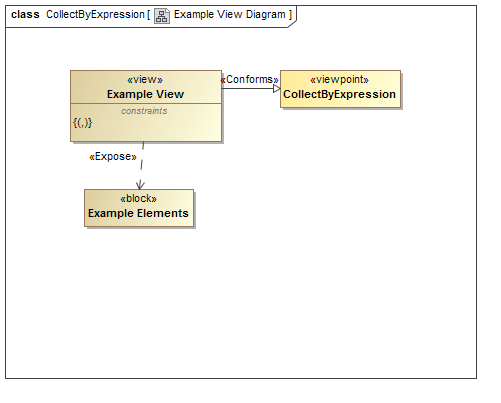 class CollectByExpression [ Example View Diagram ]
«view»
Example View
constraints
{(,)}
«Conforms»
«viewpoint»
CollectByExpression
«Expose»
«block»
Example Elements